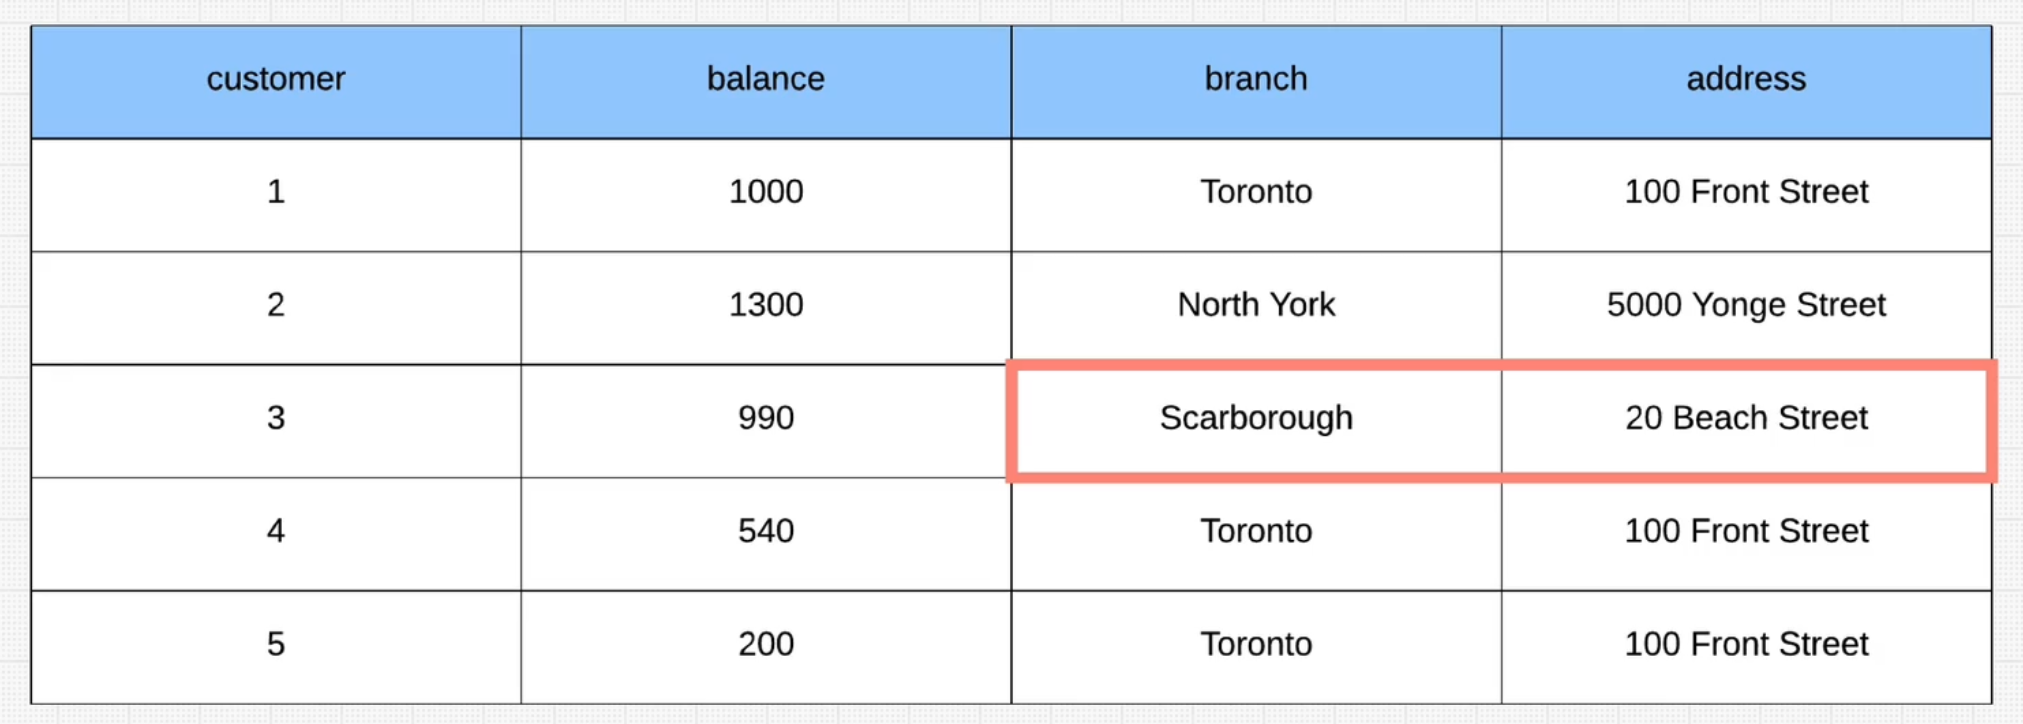 customer balance branch address
1 1000 Toronto 100 Front Street
2 1300 North York 5000 Yonge Street
3 990 Scarborough 20 Beach Street
4 540 Toronto 100 Front Street
5 200 Toronto 100 Front Street